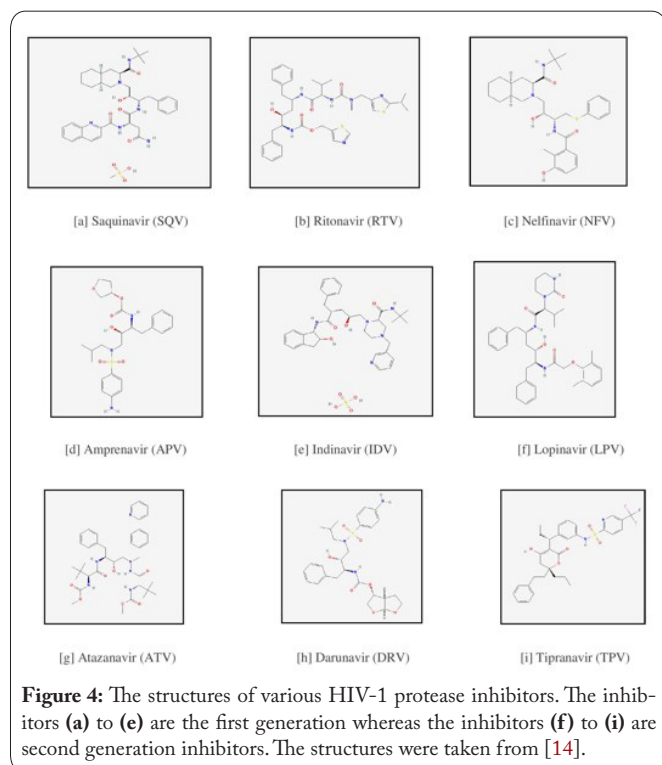 [a] Saquinavir (SQV)
[b] Ritonavir (RTV)
[c] Nelfinavir (NFV)
[d] Amprenavir (APV)
[e] Indinavir (IDV)
[f] Lopinavir (LPV)
[g] Atazanavir (ATV)
[h] Darunavir (DRV)
[i] Tipranavir (TPV)
Figure 4: The structures of various HIV-1 protease inhibitors. The inhib-
itors (a) to (e) are the first generation whereas the inhibitors (f) to (i) are
second generation inhibitors. The structures were taken from [14].